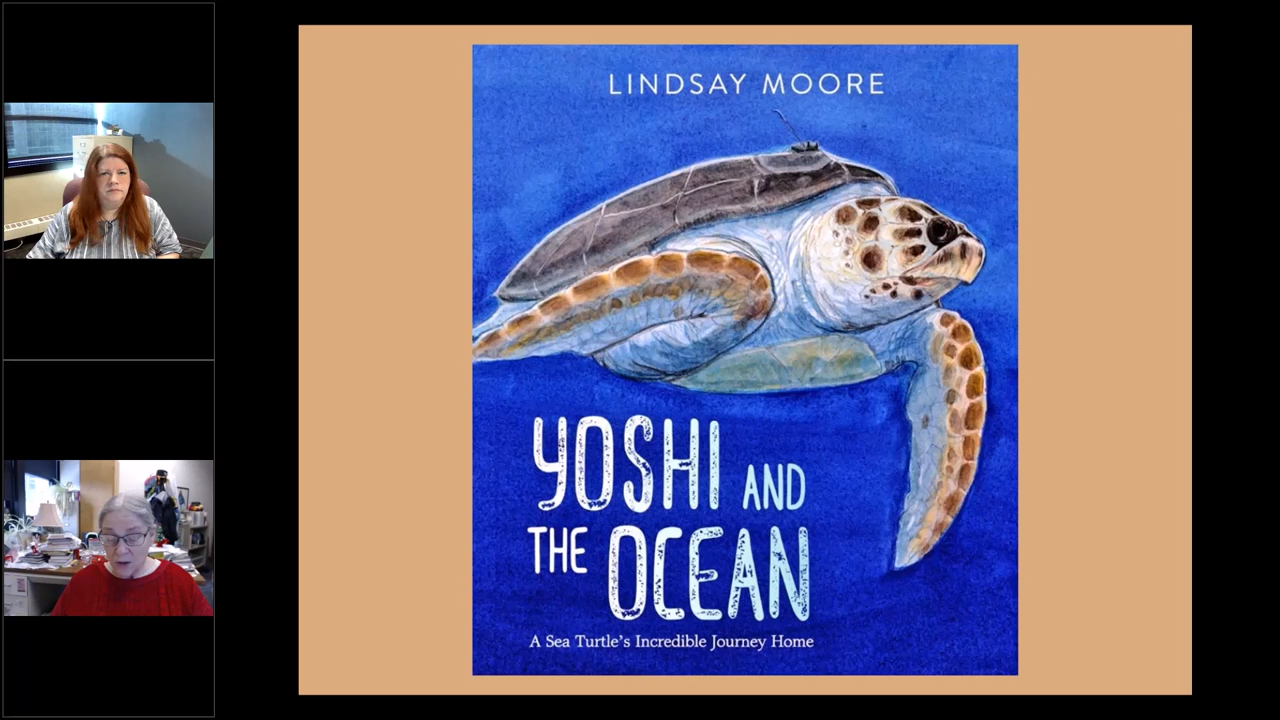 LINDSAY MOORE
YOSHI AND
THE OCEAN
A Sea Turtle's Incredible Journey Home